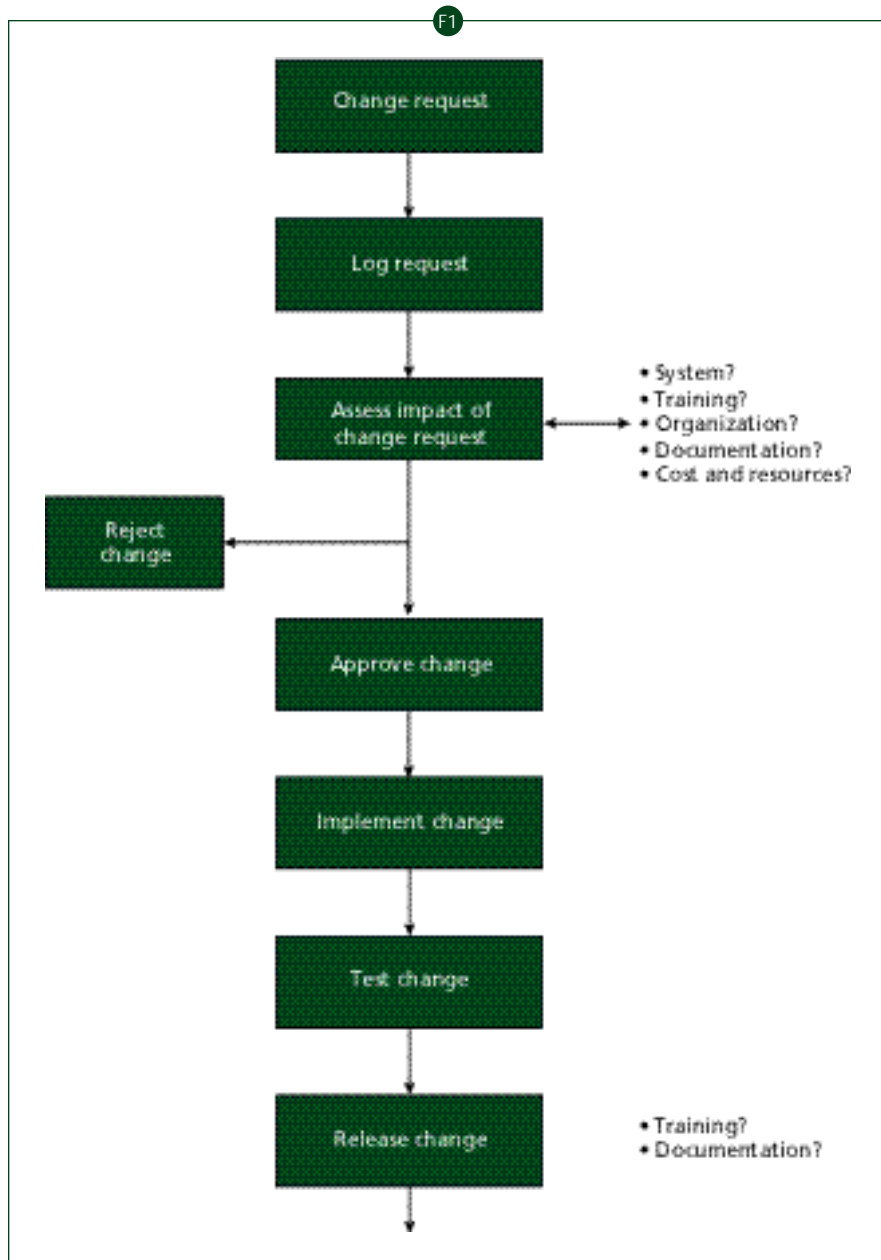 F1
Change request
Log request
Assess impact of
change request
• System?
• Training?
• Organization?
• Documentation?
• Cost and resources?
Reject
change
Approve change
Implement change
Test change
Release change
• Training?
• Documentation?